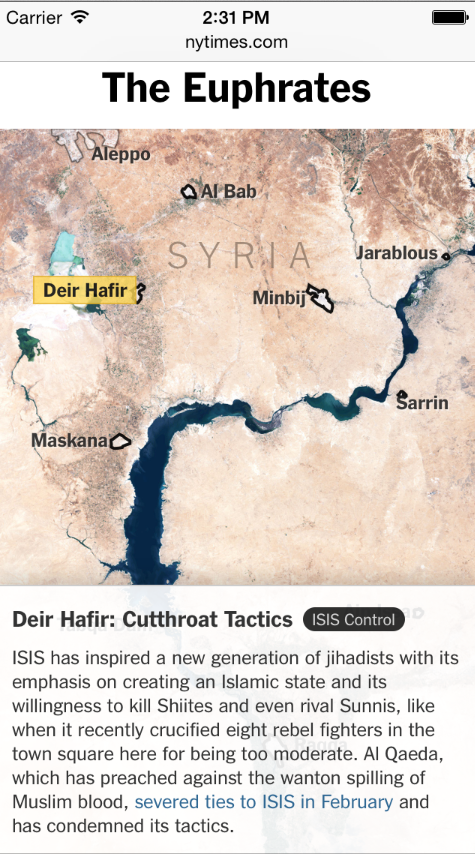 Carrier 2:31 PM
nytimes.com
The Euphrates
Aleppo
Al Bab
SYRIA
Jarablous
Deir Hafir
Minbij
Sarrin
Maskana
Deir Hafir: Cutthroat Tactics ISIS Control
ISIS has inspired a new generation of jihadists with its
emphasis on creating an Islamic state and its
willingness to kill Shiites and even rival Sunnis, like
when it recently crucified eight rebel fighters in the
town square here for being too moderate. Al Qaeda,
which has preached against the wanton spilling of
Muslim blood, severed ties to ISIS in February and
has condemned its tactics.